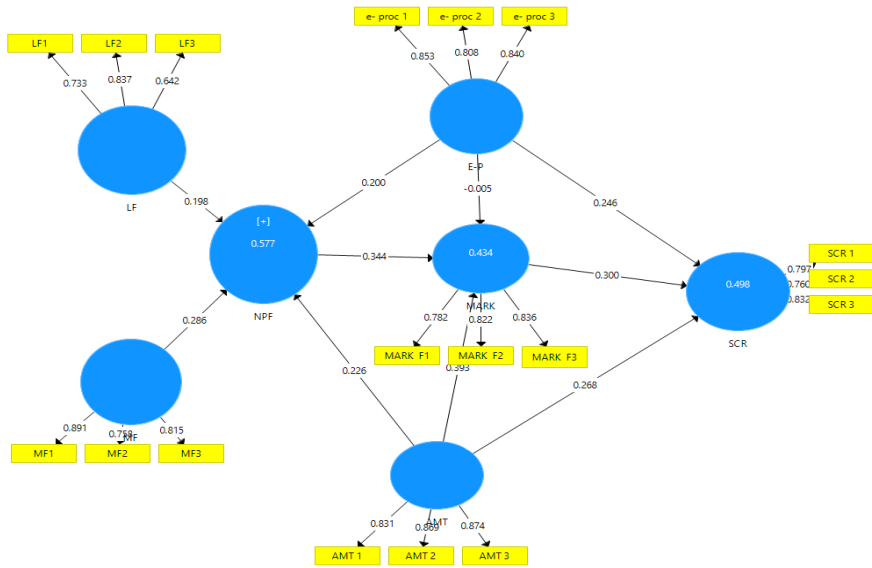 e- proc 1 e- proc 2 e- proc 3
LF1 LF2 LF3
0.853 0.808 0.840
0.733 0.837 0.642
E-P
0.200 -0.005 0.246
0.198
LF
[+]
0.577
0.344
0.434
0.300
NPF
MARK
0.498
SCR
0.797 SCR 1
0.760 SCR 2
0.832 SCR 3
0.286
0.782 0.822 0.836
MARK F1 MARK F2 MARK F3
0.226 0.393 0.268
MF
0.891 0.758 0.815
MF1 MF2 MF3
AMT
0.831 0.869 0.874
AMT 1 AMT 2 AMT 3